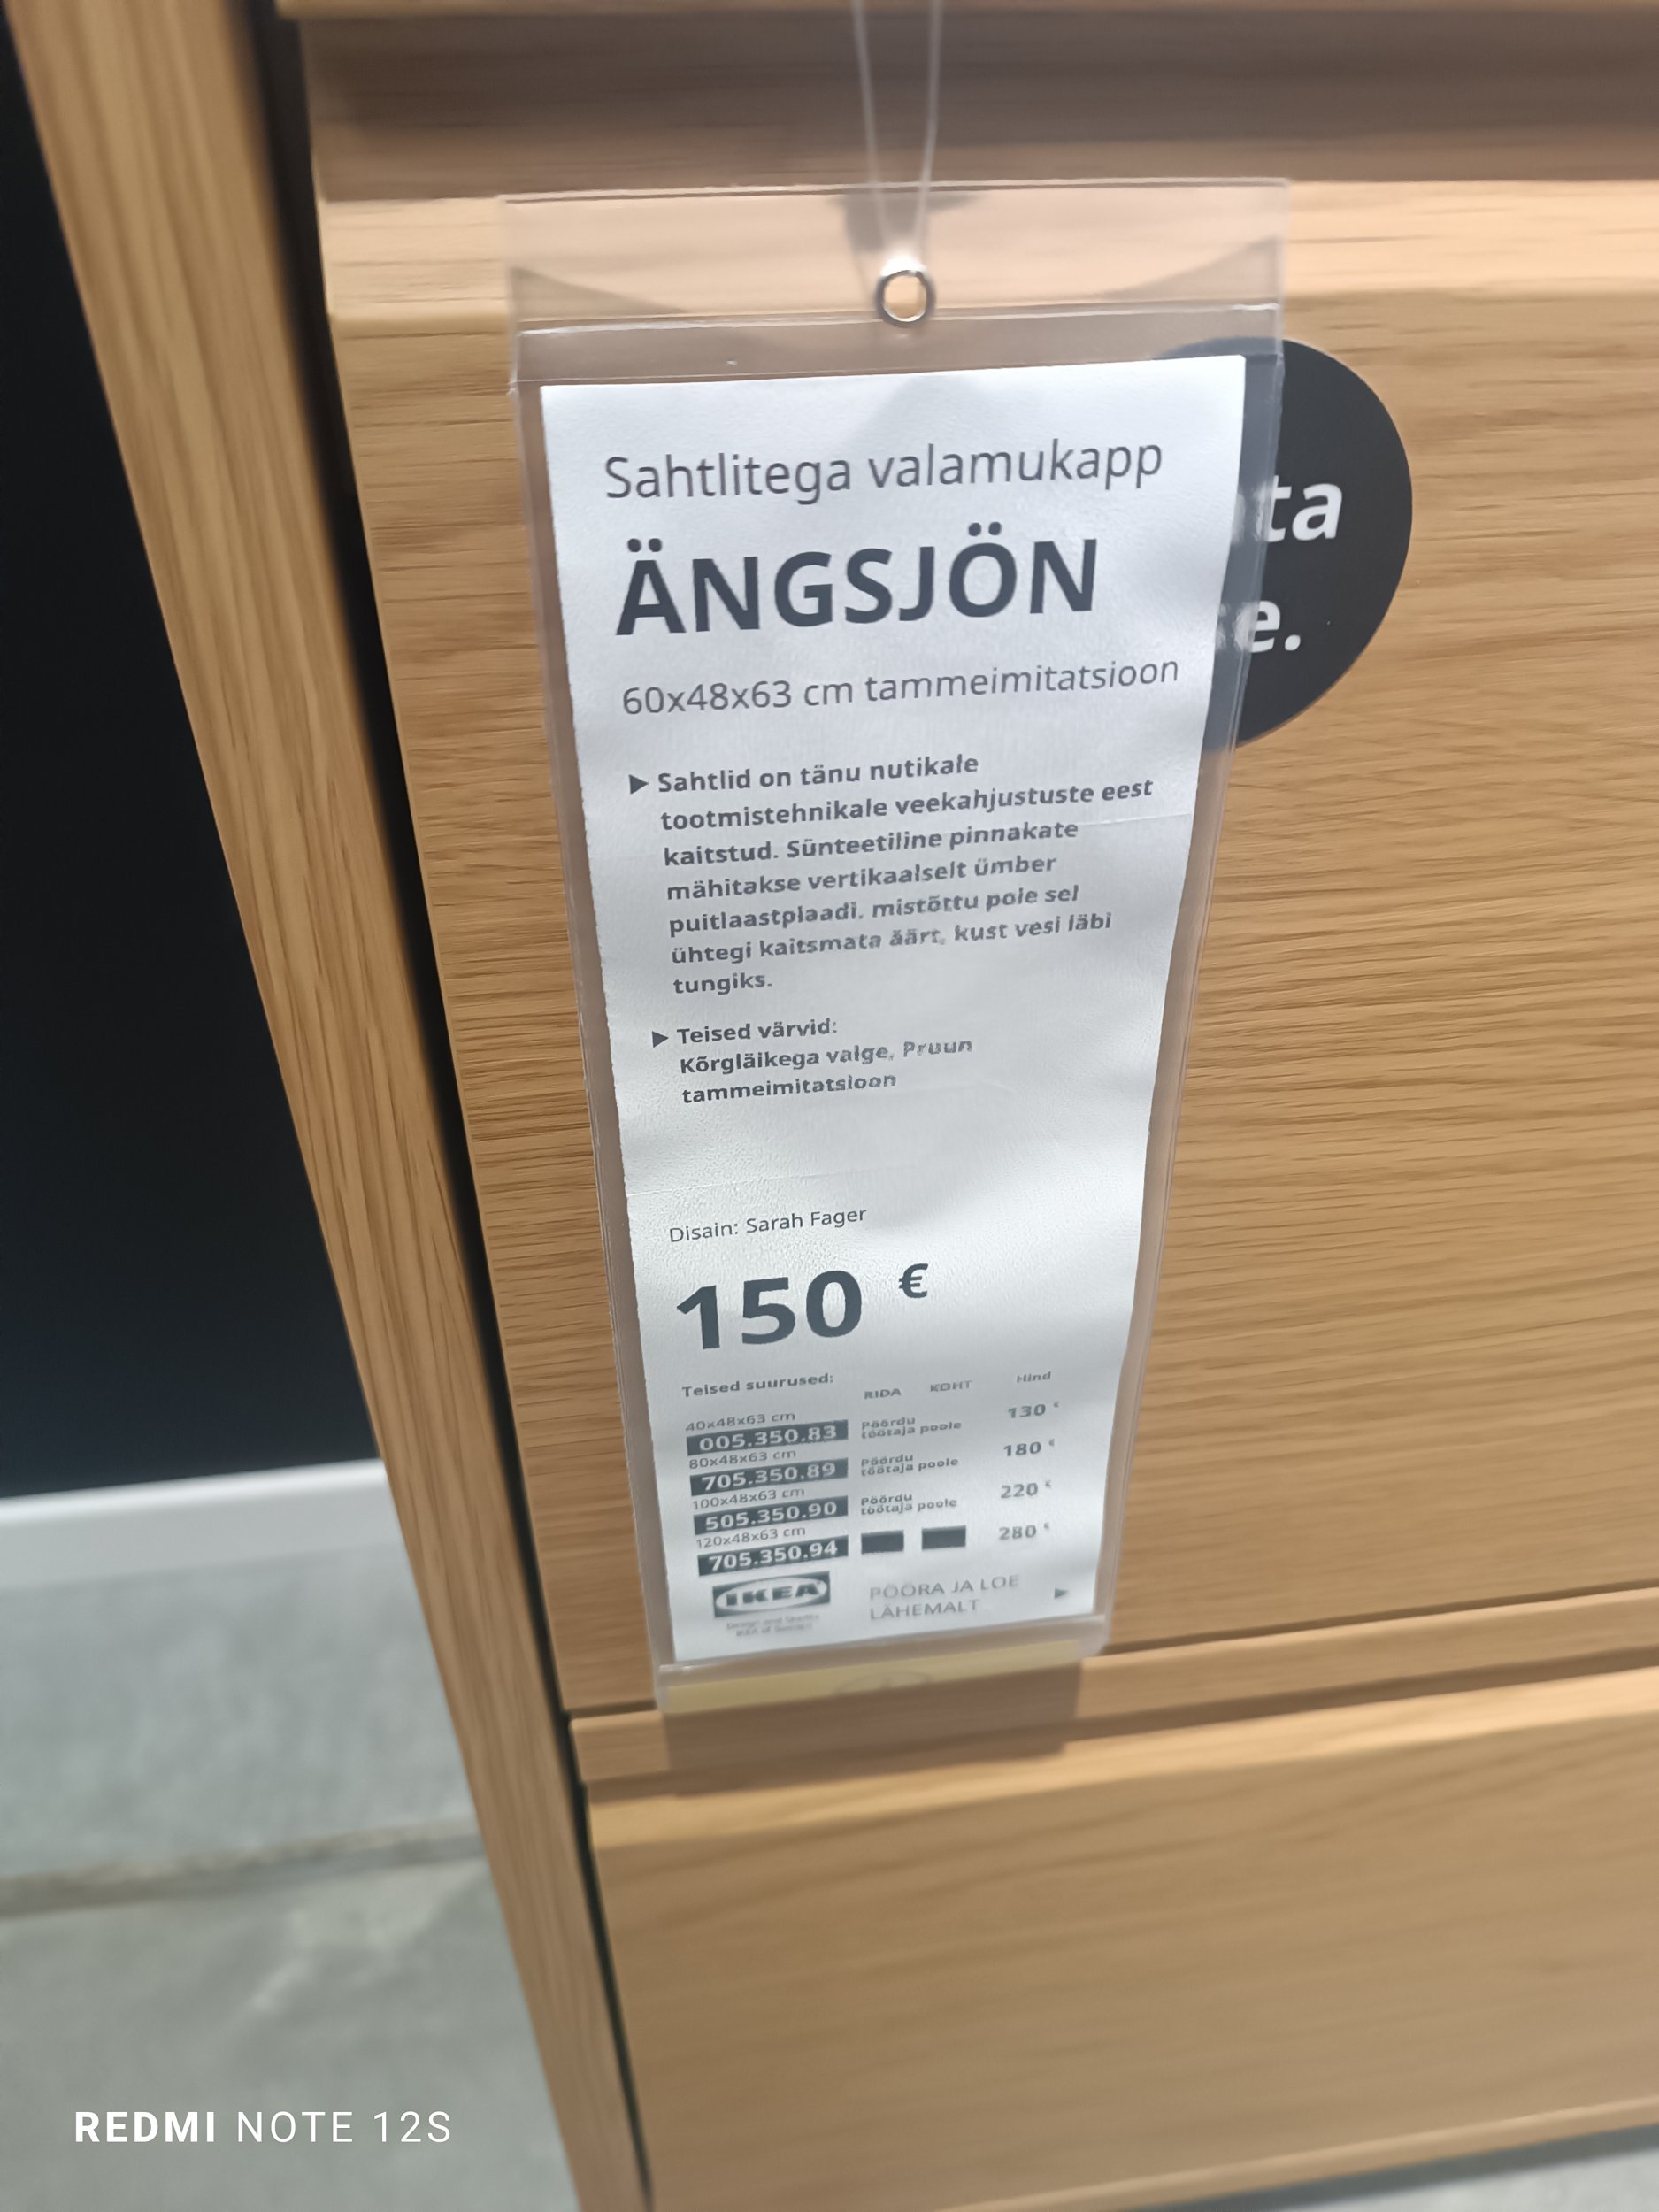 Sahtlitega valamukapp
ÄNGSJÖN
60x48x63 cm tammeimitatsioon
▶ Sahtlid on tänu nutikale
tootmistehnikale veekahjustuste eest
kaitstud. Sünteetiline pinnakate
mähitakse vertikaalselt ümber
puitlaastplaadi. mistõttu pole sel
ühtegi kaitsmata äärt, kust vesi läbi
tungiks.
▶ Teised värvid:
Kõrgläikega valge, Pruun
tammeimitatsioon
Disain: Sarah Fager
150 €
Teised suurused: RIDA KOHT Hind
40x48x63 cm
005.350.83 Pöördu töötaja poole 130 €
80x48x63 cm
705.350.89 Pöördu töötaja poole 180 €
100x48x63 cm
505.350.90 Pöördu töötaja poole 220 €
120x48x63 cm
705.350.94 280 €
IKEA
PÖÖRA JA LOE
LÄHEMALT ▶
ta
e.
REDMI NOTE 12S